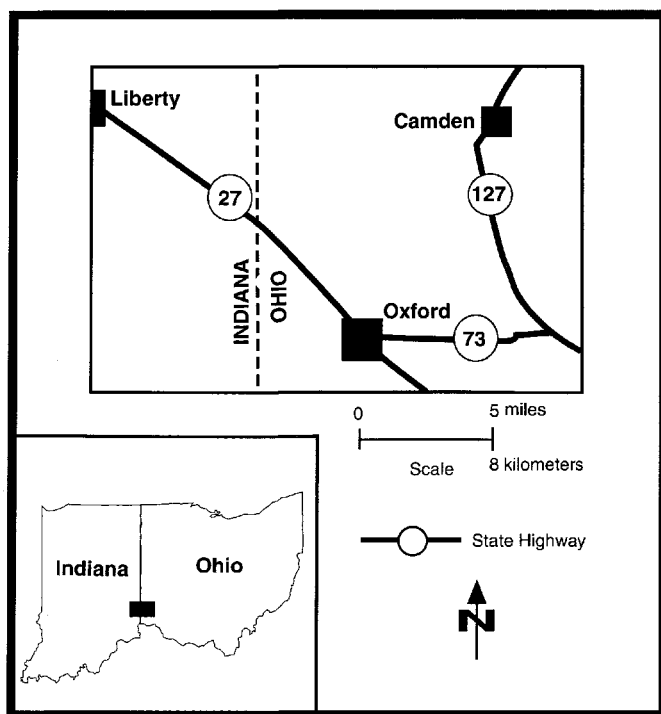 Liberty
Camden
27
127
INDIANA
OHIO
Oxford
73
0 5 miles
Scale 8 kilometers
State Highway
Indiana Ohio
N